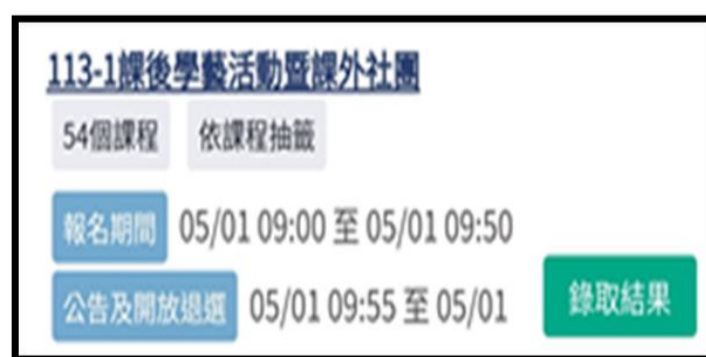 113-1課後學藝活動暨課外社團
54個課程 依課程抽籤
報名期間 05/01 09:00 至 05/01 09:50
公告及開放退選 05/01 09:55 至 05/01 錄取結果